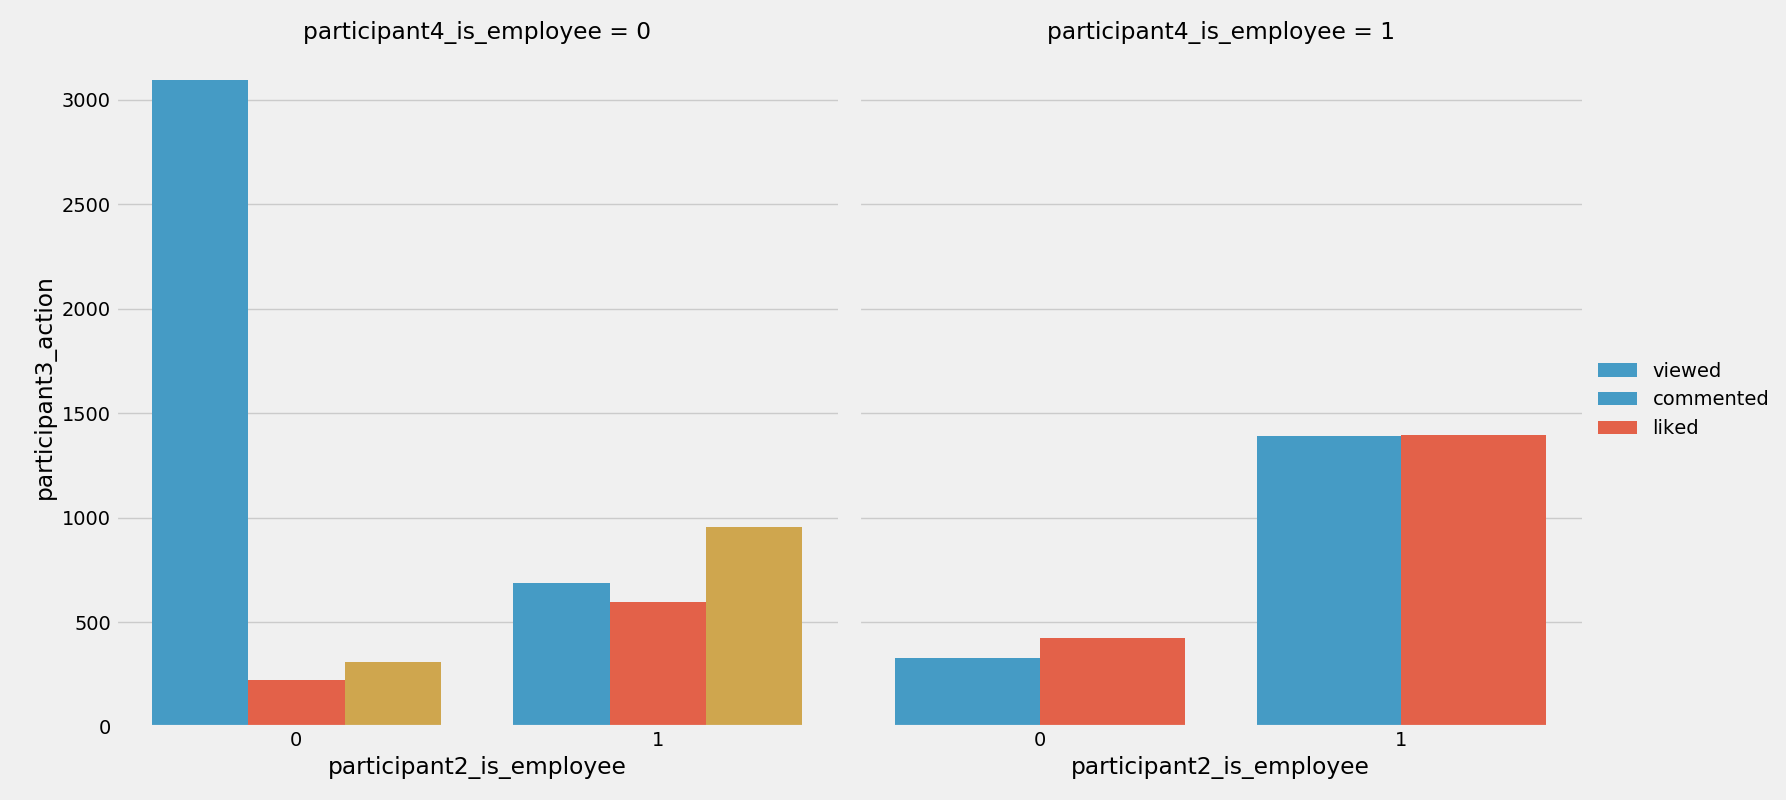 participant4_is_employee = 0
participant4_is_employee = 1
participant3_action
3000
2500
2000
1500
1000
500
0
0
1
0
1
participant2_is_employee
participant2_is_employee
viewed
commented
liked